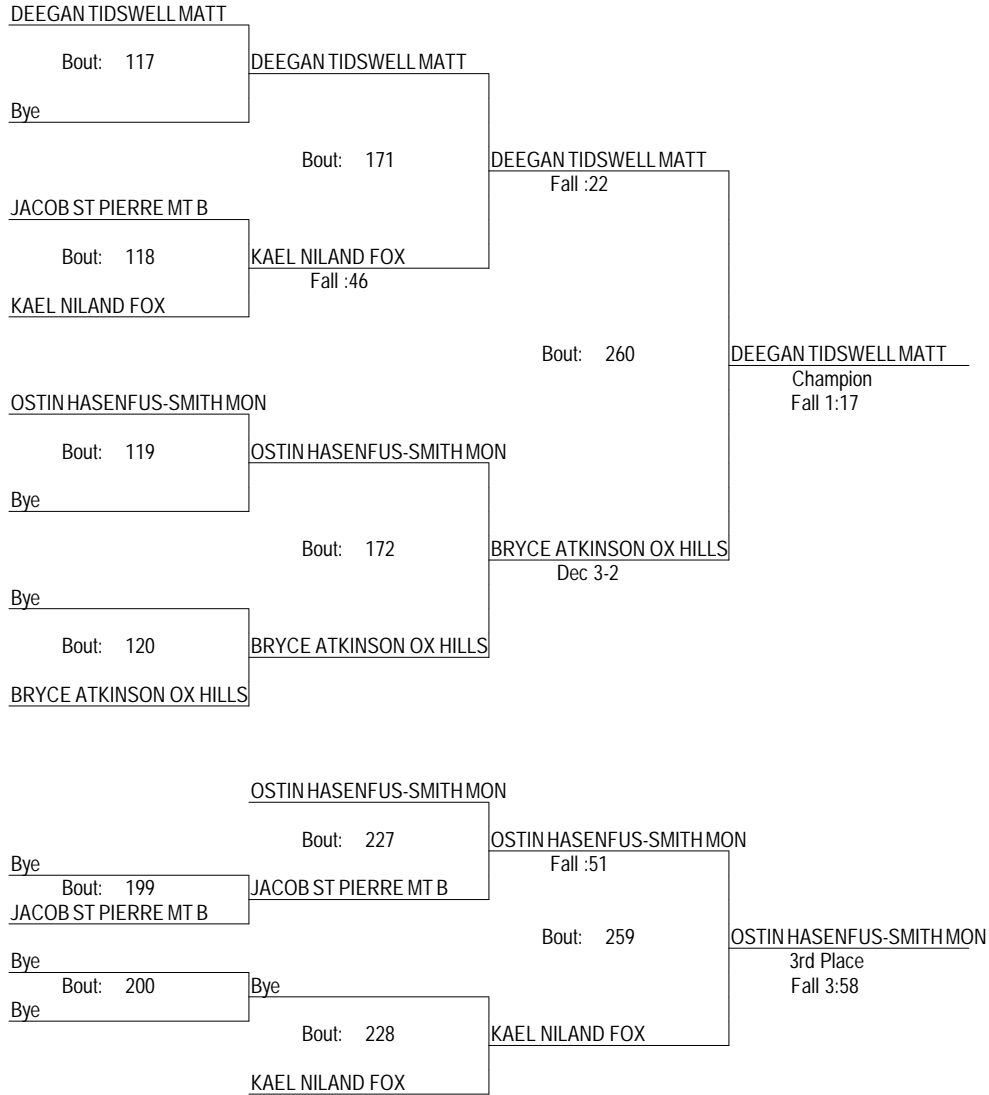 DEEGAN TIDSWELL MATT
Bout: 117 DEEGAN TIDSWELL MATT
Bye
Bout: 171 DEEGAN TIDSWELL MATT
Fall :22
JACOB ST PIERRE MT B
Bout: 118 KAEL NILAND FOX
Fall :46
KAEL NILAND FOX
Bout: 260 DEEGAN TIDSWELL MATT
Champion
Fall 1:17
OSTIN HASENFUS-SMITH MON
Bout: 119 OSTIN HASENFUS-SMITH MON
Bye
Bout: 172 BRYCE ATKINSON OX HILLS
Dec 3-2
Bye
Bout: 120 BRYCE ATKINSON OX HILLS
BRYCE ATKINSON OX HILLS
OSTIN HASENFUS-SMITH MON
Bout: 227 OSTIN HASENFUS-SMITH MON
Fall :51
Bye
Bout: 199 JACOB ST PIERRE MT B
JACOB ST PIERRE MT B
Bout: 259 OSTIN HASENFUS-SMITH MON
3rd Place
Fall 3:58
Bye
Bout: 200 Bye
Bye
Bout: 228 KAEL NILAND FOX
KAEL NILAND FOX